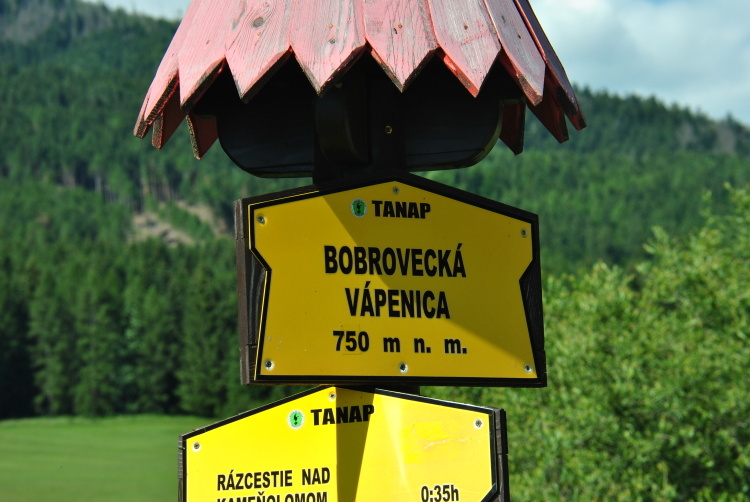 TANAP
BOBROVECKÁ
VÁPENICA
750 m n. m.
TANAP
RÁZCESTIE NAD
KAMEŇOLOMOM
0:35h